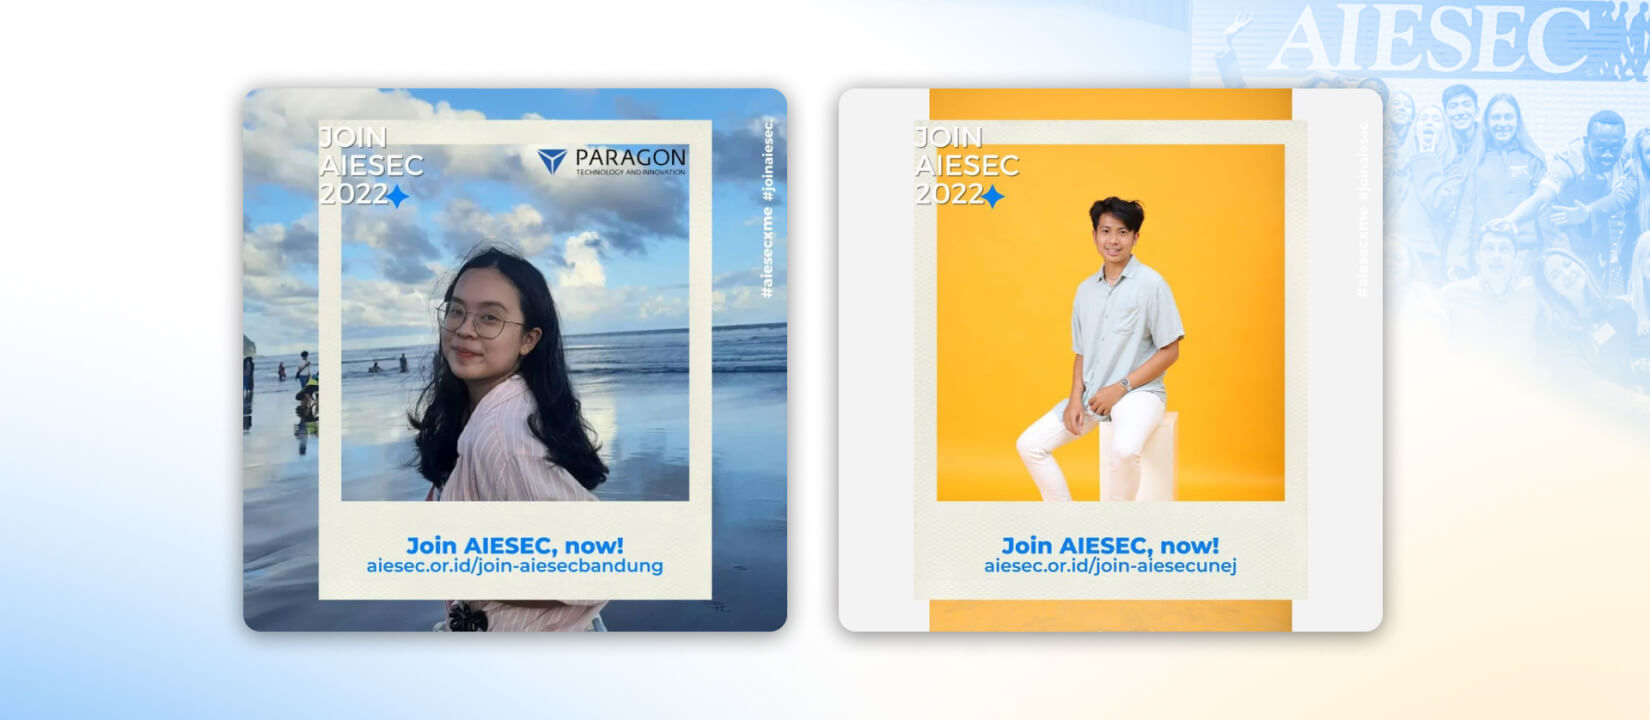 AIESEC
JOIN
AIESEC
2022
PARAGON
TECHNOLOGY AND INNOVATION
#aiesecxme #joinaiesec.
Join AIESEC, now!
aiesec.or.id/join-aiesecbandung
JOIN
AIESEC
2022
#aiesecxme #joinaiesec.
Join AIESEC, now!
aiesec.or.id/join-aiesecunej